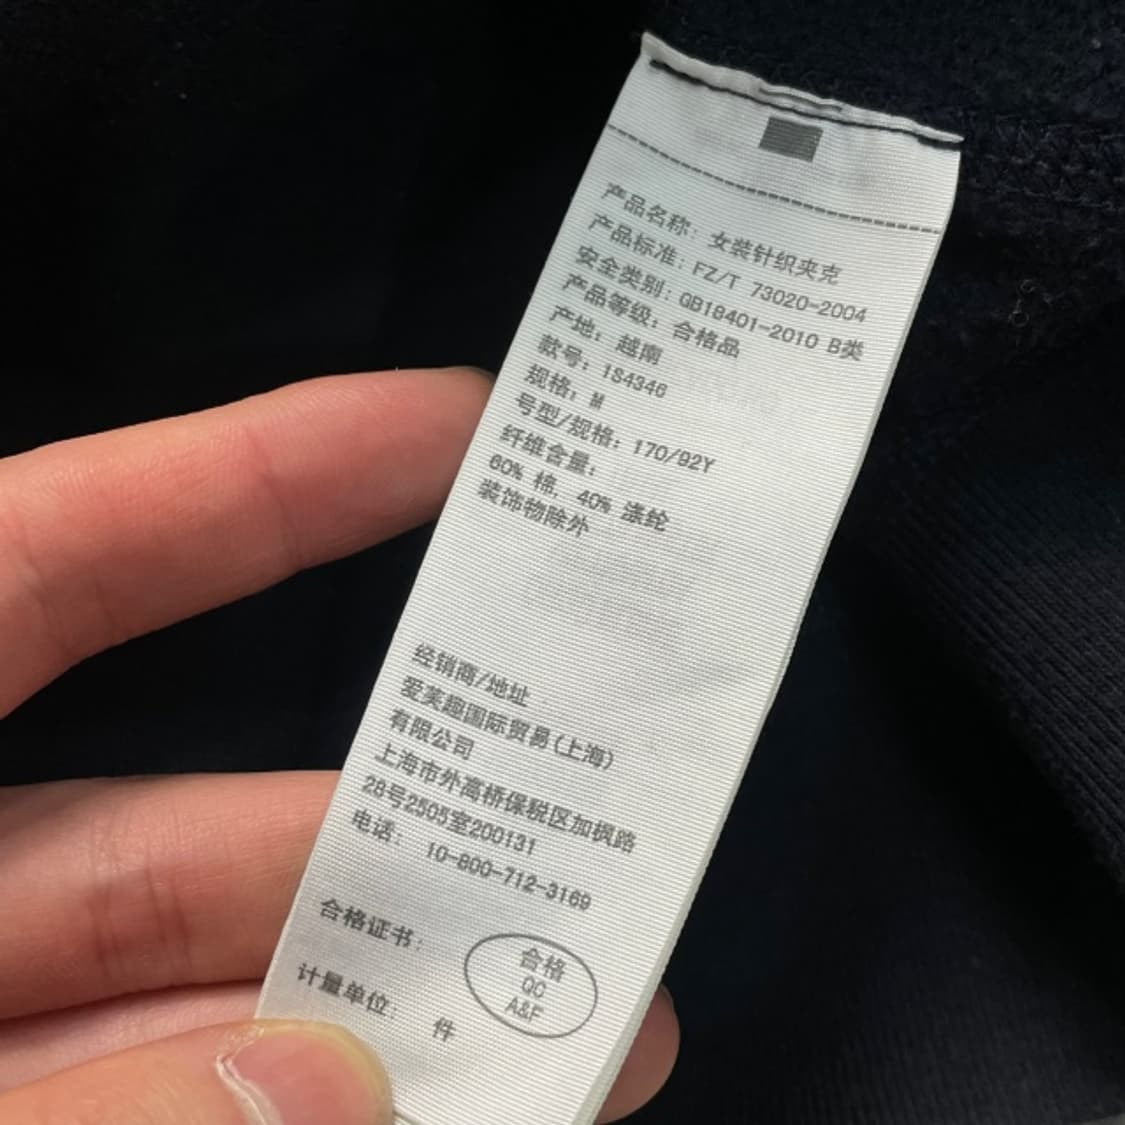 产品名称: 女装针织夹克
产品标准: FZ/T 73020-2004
安全类别: GB18401-2010 B类
产品等级: 合格品
产地: 越南
款号: 184346
规格: M
号型/规格: 170/92Y
纤维含量:
60% 棉, 40% 涤纶
装饰物除外
经销商/地址
爱芙趣国际贸易(上海)
有限公司
上海市外高桥保税区加枫路
28号2505室200131
电话: 10-800-712-3169
合格证书:
合格
QC
A&F
计量单位: 件